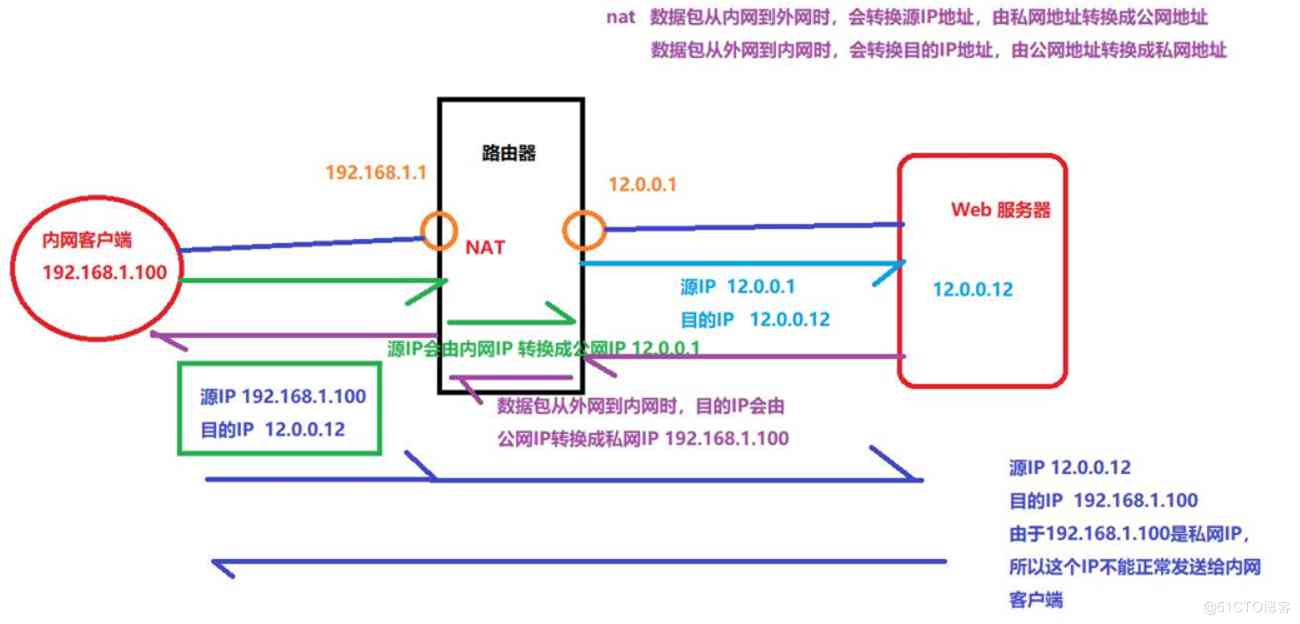 nat 数据包从内网到外网时，会转换源IP地址，由私网地址转换成公网地址
数据包从外网到内网时，会转换目的IP地址，由公网地址转换成私网地址
路由器
192.168.1.1
12.0.0.1
Web 服务器
内网客户端
192.168.1.100
NAT
源IP 12.0.0.1
目的IP 12.0.0.12
12.0.0.12
源IP会由内网IP 转换成公网IP 12.0.0.1
源IP 192.168.1.100
目的IP 12.0.0.12
数据包从外网到内网时，目的IP会由
公网IP转换成私网IP 192.168.1.100
源IP 12.0.0.12
目的IP 192.168.1.100
由于192.168.1.100是私网IP，
所以这个IP不能正常发送给内网
客户端
@51CTO博客